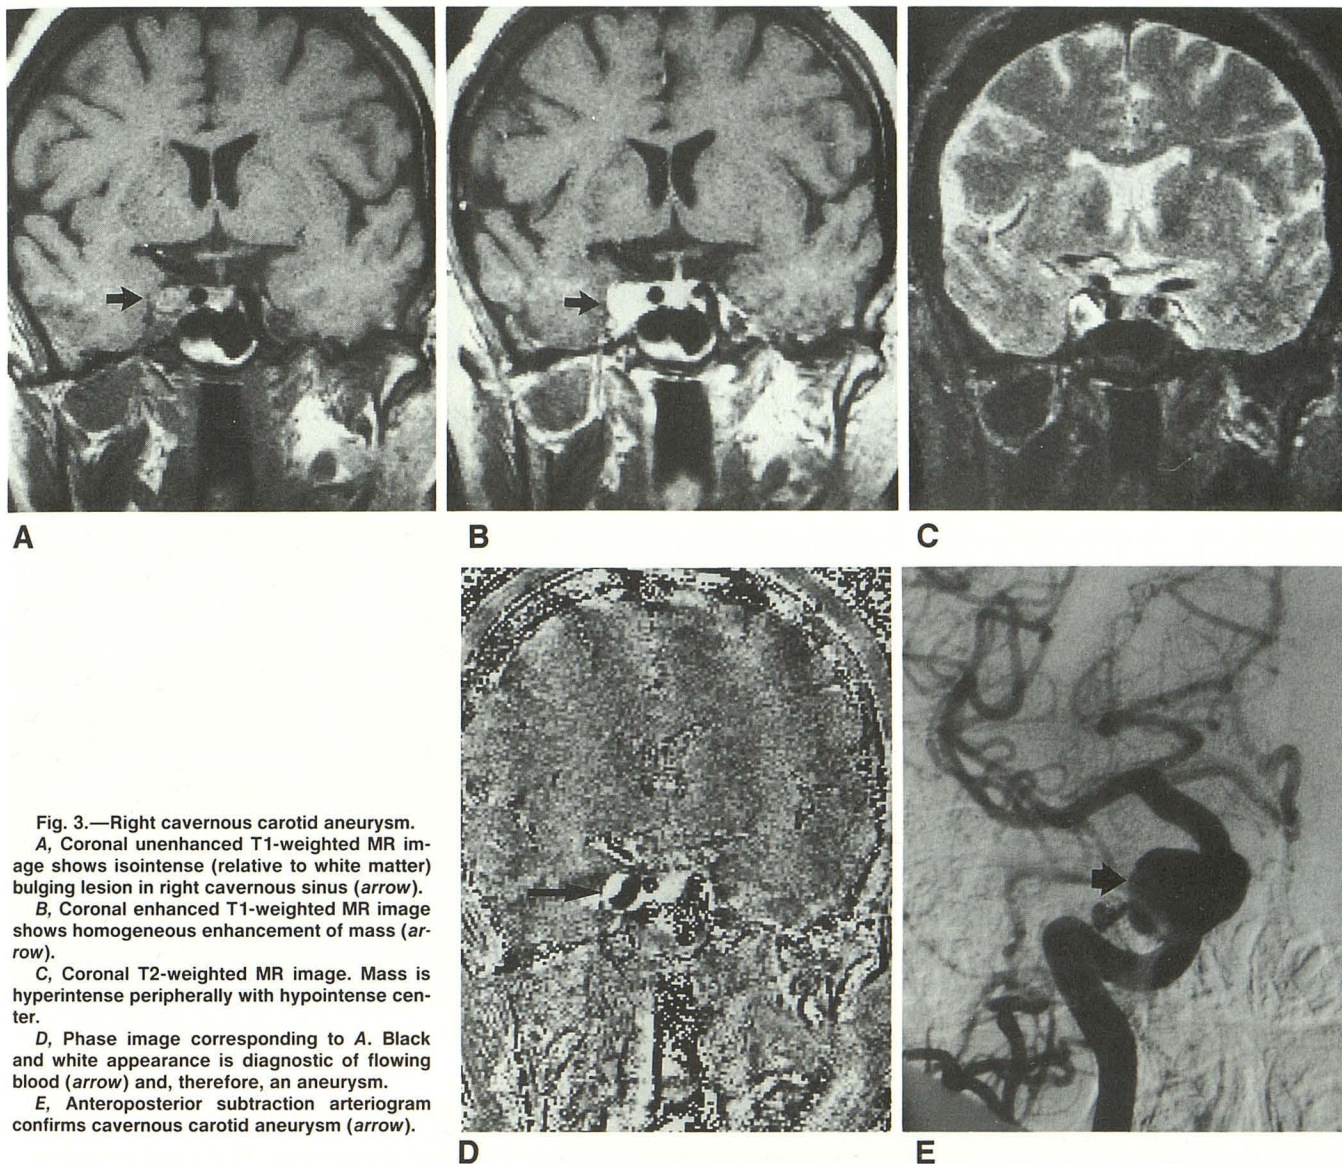 A
B
C
Fig. 3.—Right cavernous carotid aneurysm.
A, Coronal unenhanced T1-weighted MR im-
age shows isointense (relative to white matter)
bulging lesion in right cavernous sinus (arrow).
B, Coronal enhanced T1-weighted MR image
shows homogeneous enhancement of mass (ar-
row).
C, Coronal T2-weighted MR image. Mass is
hyperintense peripherally with hypointense cen-
ter.
D, Phase image corresponding to A. Black
and white appearance is diagnostic of flowing
blood (arrow) and, therefore, an aneurysm.
E, Anteroposterior subtraction arteriogram
confirms cavernous carotid aneurysm (arrow).
D
E